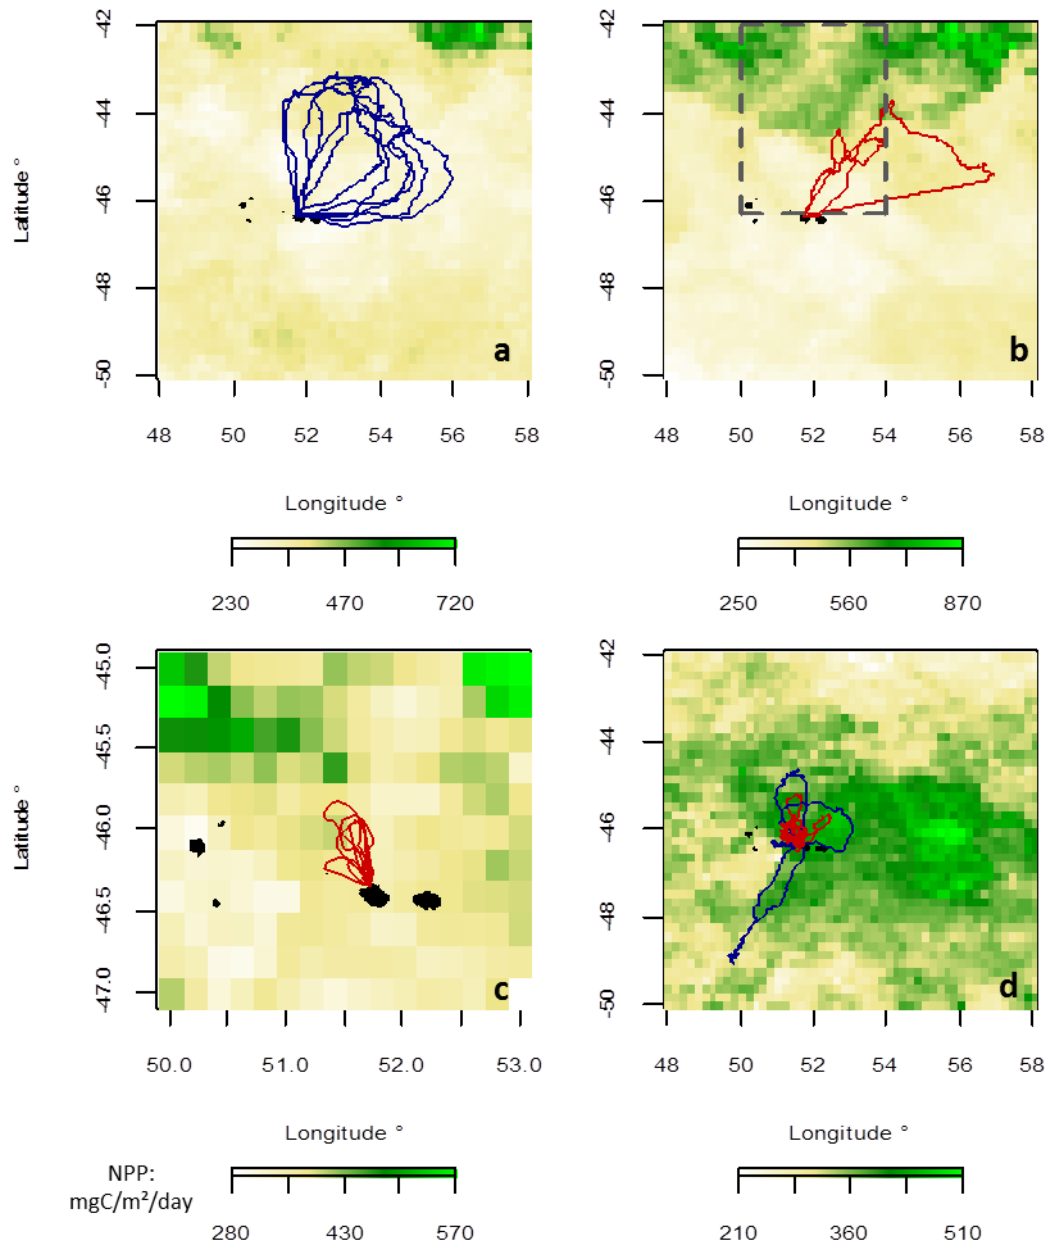 -42
-44
-46
-48
-50
Latitude °
a
48 50 52 54 56 58
Longitude °
230 470 720
-42
-44
-46
-48
-50
b
48 50 52 54 56 58
Longitude °
250 560 870
-45.0
-45.5
-46.0
-46.5
-47.0
Latitude °
c
50.0 51.0 52.0 53.0
Longitude °
NPP:
mgC/m²/day
280 430 570
-42
-44
-46
-48
-50
d
48 50 52 54 56 58
Longitude °
210 360 510